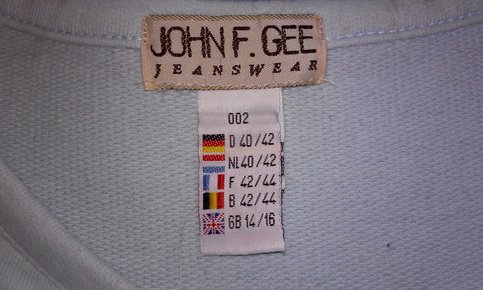 JOHN F. GEE
JEANSWEAR
002
D 40/42
NL 40/42
F 42/44
B 42/44
GB 14/16